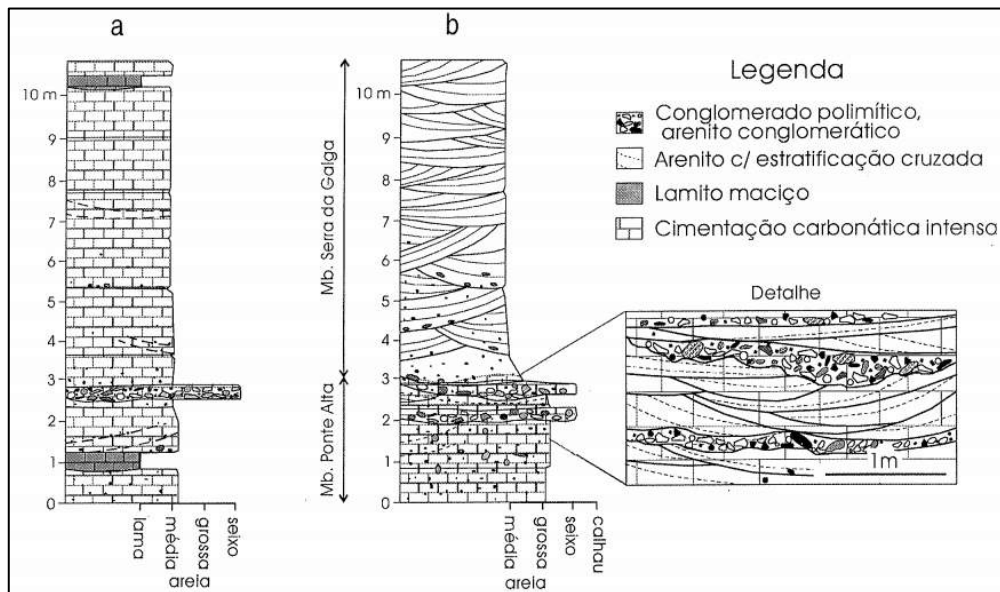 a
b
10 m
9
8
7
6
5
4
3
2
1
0
lama
média
grossa
seixo
areia
Mb. Serra da Galga
Mb. Ponte Alta
10 m
9
8
7
6
5
4
3
2
1
0
média
grossa
seixo
calhau
areia
Legenda
Conglomerado polimítico,
arenito conglomerático
Arenito c/ estratificação cruzada
Lamito maciço
Cimentação carbonática intensa
Detalhe
1m